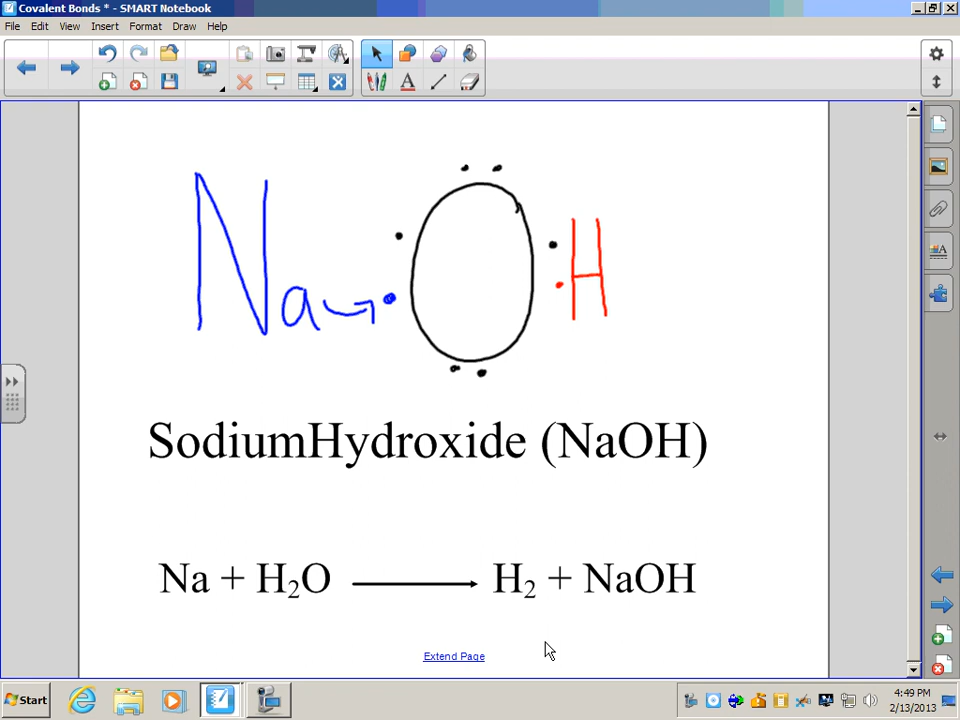 Covalent Bonds * - SMART Notebook
File Edit View Insert Format Draw Help
Na O H
SodiumHydroxide (NaOH)
Na + H₂O ⟶ H₂ + NaOH
Extend Page
Start
4:49 PM
2/13/2013